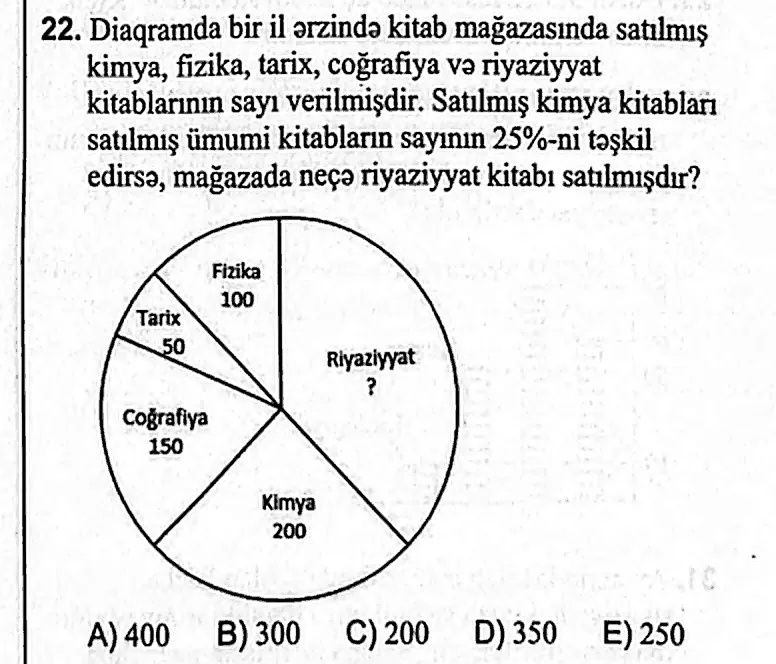 22. Diaqramda bir il ərzində kitab mağazasında satılmış
kimya, fizika, tarix, coğrafiya və riyaziyyat
kitablarının sayı verilmişdir. Satılmış kimya kitabları
satılmış ümumi kitabların sayının 25%-ni təşkil
edirsə, mağazada neçə riyaziyyat kitabı satılmışdır?
Fizika
100
Tarix
50
Riyaziyyat
?
Coğrafiya
150
Kimya
200
A) 400 B) 300 C) 200 D) 350 E) 250